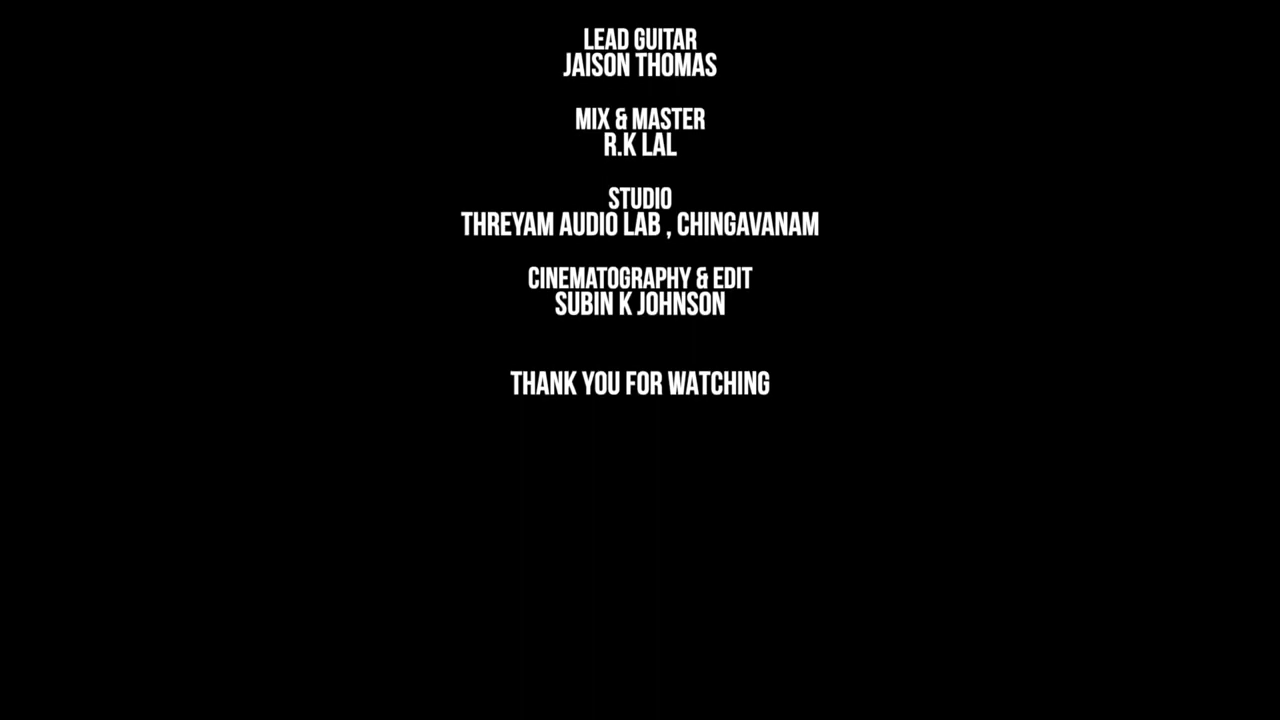 LEAD GUITAR
JAISON THOMAS
MIX & MASTER
R.K LAL
STUDIO
THREYAM AUDIO LAB , CHINGAVANAM
CINEMATOGRAPHY & EDIT
SUBIN K JOHNSON
THANK YOU FOR WATCHING